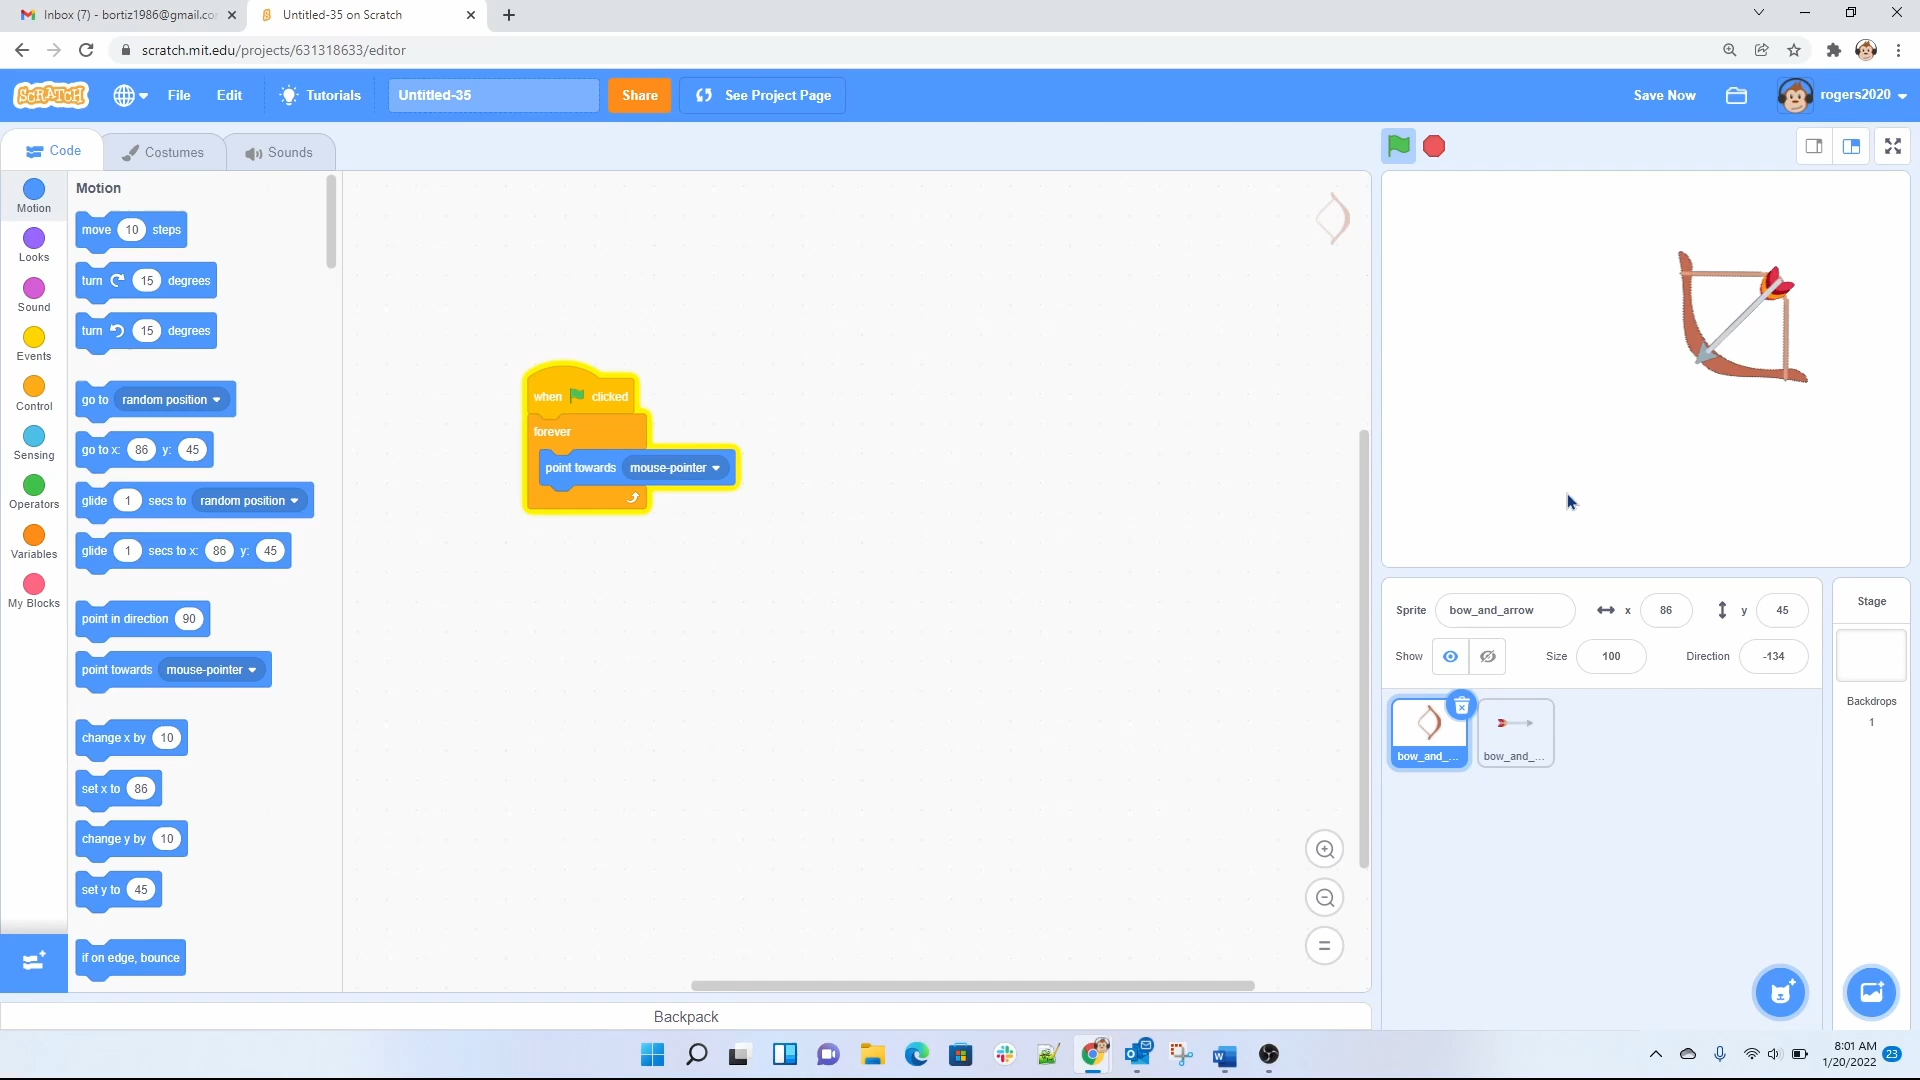 Inbox (7) - bortiz1986@gmail.co
Untitled-35 on Scratch
scratch.mit.edu/projects/631318633/editor
SCRATCH
File
Edit
Tutorials
Untitled-35
Share
See Project Page
Save Now
rogers2020
Code
Costumes
Sounds
Motion
Looks
Sound
Events
Control
Sensing
Operators
Variables
My Blocks
Motion
move 10 steps
turn 15 degrees
turn 15 degrees
go to random position
go to x: 86 y: 45
glide 1 secs to random position
glide 1 secs to x: 86 y: 45
point in direction 90
point towards mouse-pointer
change x by 10
set x to 86
change y by 10
set y to 45
if on edge, bounce
when clicked
forever
point towards mouse-pointer
Backpack
Sprite bow_and_arrow x 86 y 45
Show Size 100 Direction -134
bow_and_...
bow_and_...
Stage
Backdrops
1
8:01 AM
1/20/2022
23